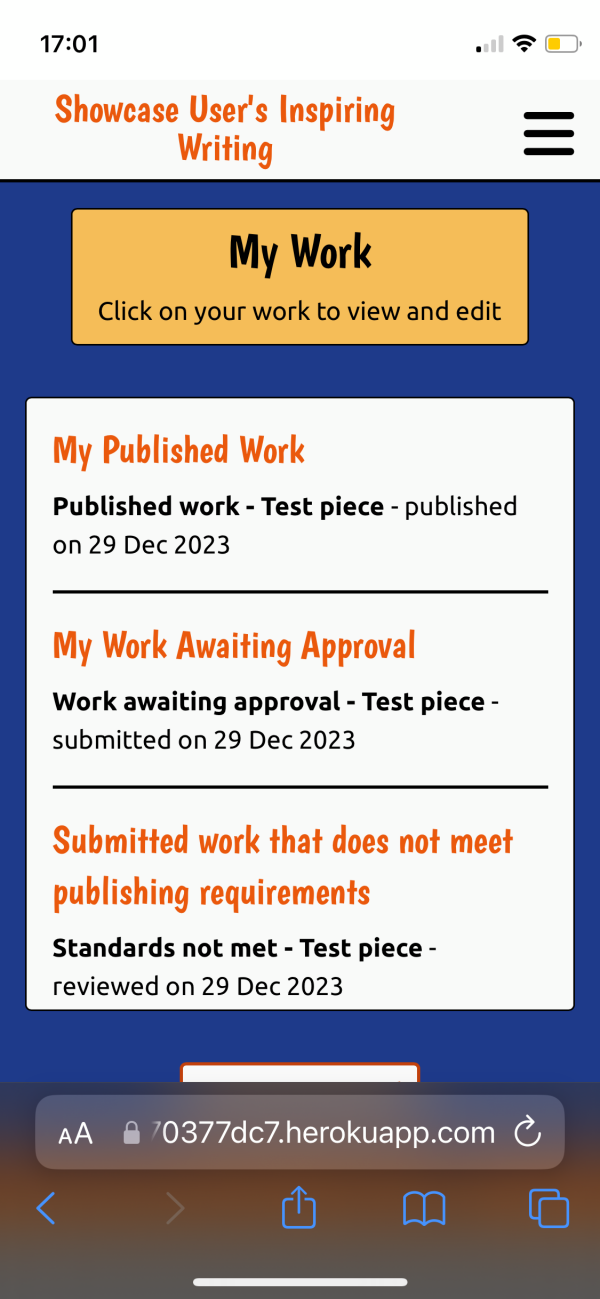 17:01
Showcase User's Inspiring
Writing
My Work
Click on your work to view and edit
My Published Work
Published work - Test piece - published
on 29 Dec 2023
My Work Awaiting Approval
Work awaiting approval - Test piece -
submitted on 29 Dec 2023
Submitted work that does not meet
publishing requirements
Standards not met - Test piece -
reviewed on 29 Dec 2023
AA 70377dc7.herokuapp.com